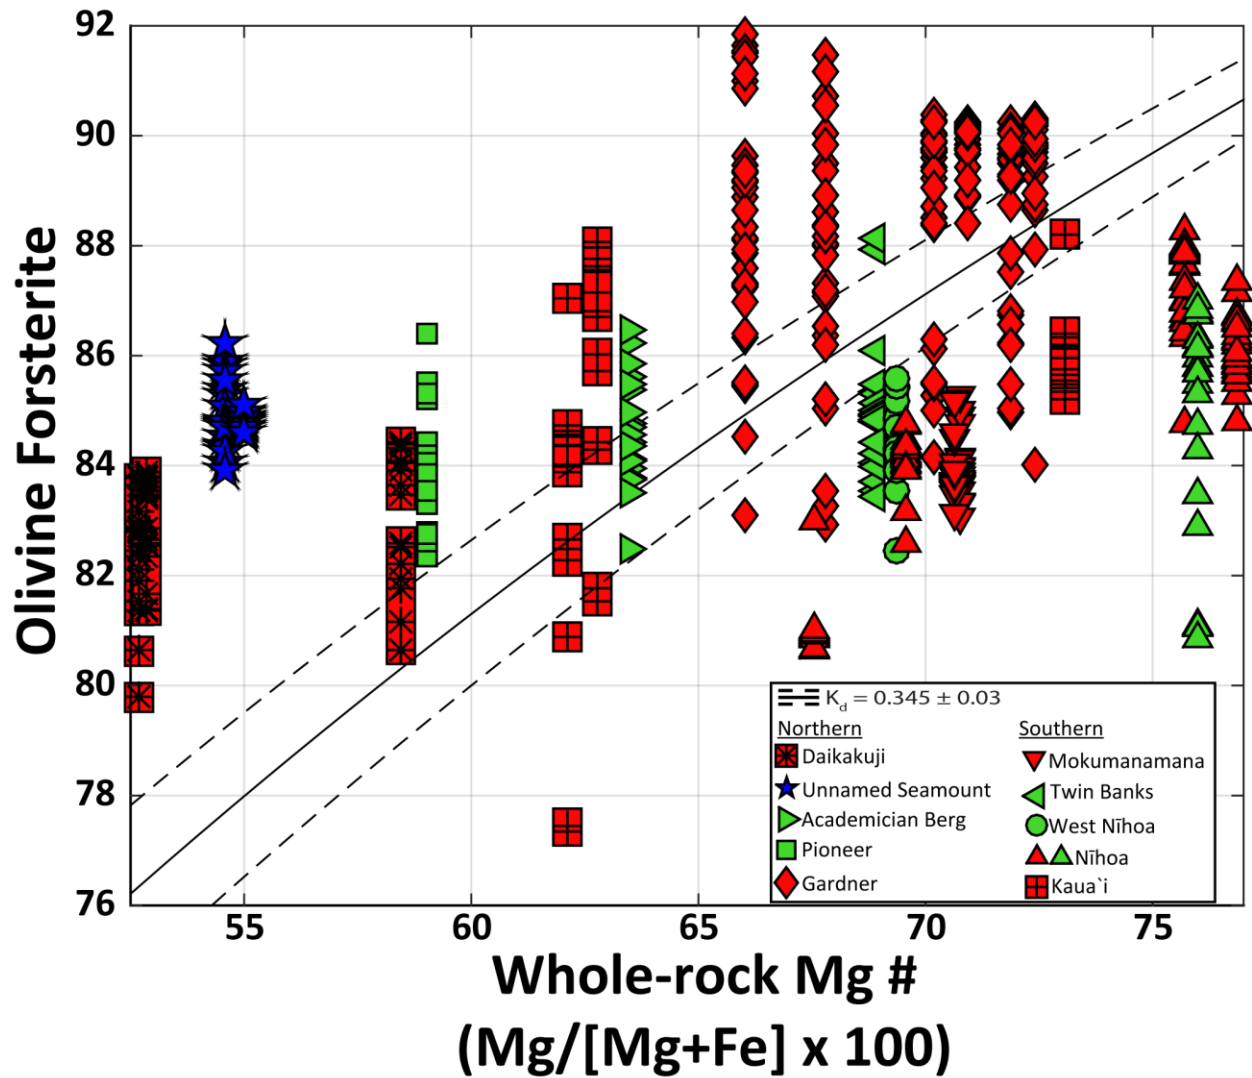 92
90
88
86
84
82
80
78
76
Olivine Forsterite
K_d = 0.345 ± 0.03
Northern
Daikakuji
Unnamed Seamount
Academician Berg
Pioneer
Gardner
Southern
Mokumanamana
Twin Banks
West Nīhoa
Nīhoa
Kaua`i
55 60 65 70 75
Whole-rock Mg #
(Mg/[Mg+Fe] x 100)